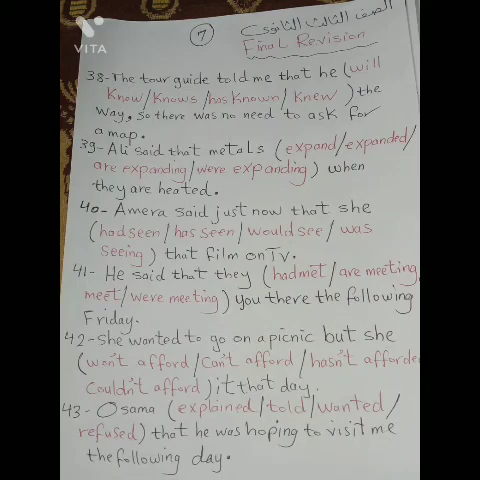 الصف الثالث الثانوى
7
Final Revision
VITA
38-The tour guide told me that he (will
know/knows/has known/knew) the
way, so there was no need to ask for
a map.
39-Ali said that metals (expand/expanded/
are expanding/were expanding) when
they are heated.
40- Amera said just now that she
(had seen/has seen/would see/was
seeing) that film on TV.
41- He said that they (had met/are meeting
meet/were meeting) you there the following
Friday.
42-She wanted to go on a picnic but she
(won't afford/can't afford/hasn't afforde
couldn't afford) it that day.
43- Osama (explained/told/wanted/
refused) that he was hoping to visit me
the following day.